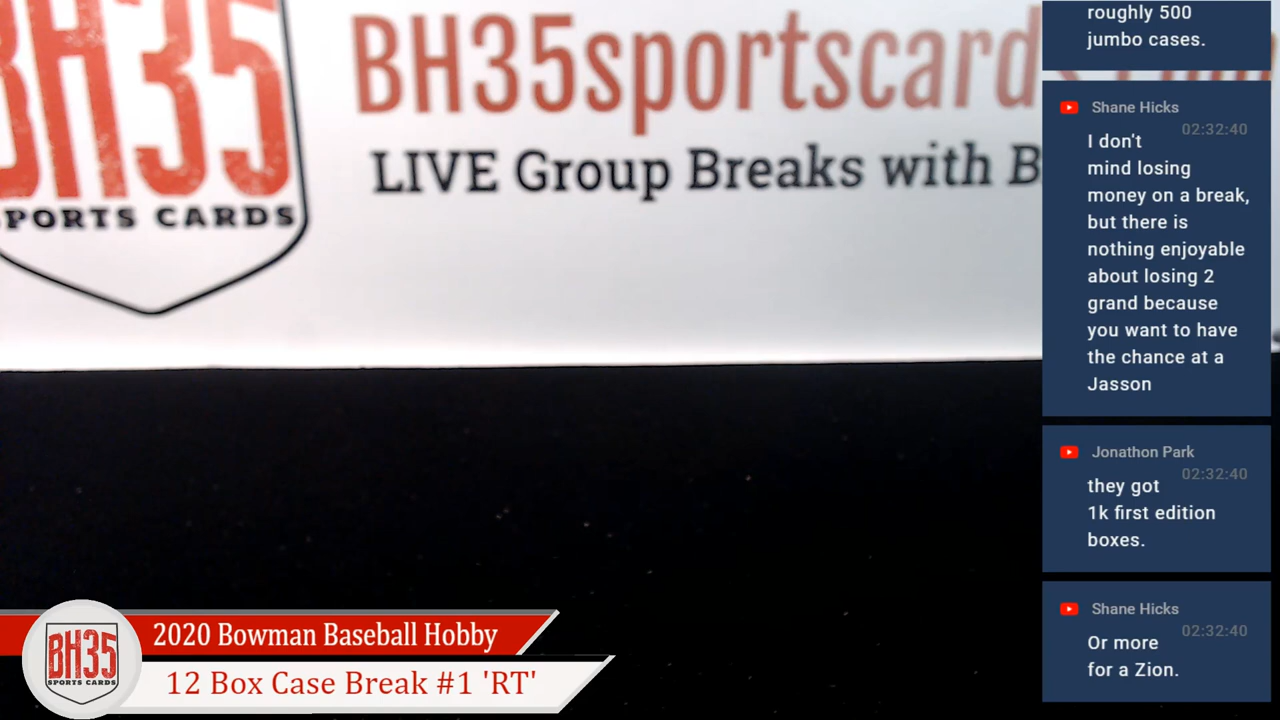 BH35
SPORTS CARDS
BH35sportscard
LIVE Group Breaks with B
roughly 500
jumbo cases.
Shane Hicks
02:32:40
I don't
mind losing
money on a break,
but there is
nothing enjoyable
about losing 2
grand because
you want to have
the chance at a
Jasson
Jonathon Park
02:32:40
they got
1k first edition
boxes.
Shane Hicks
02:32:40
Or more
for a Zion.
BH35
SPORTS CARDS
2020 Bowman Baseball Hobby
12 Box Case Break #1 'RT'